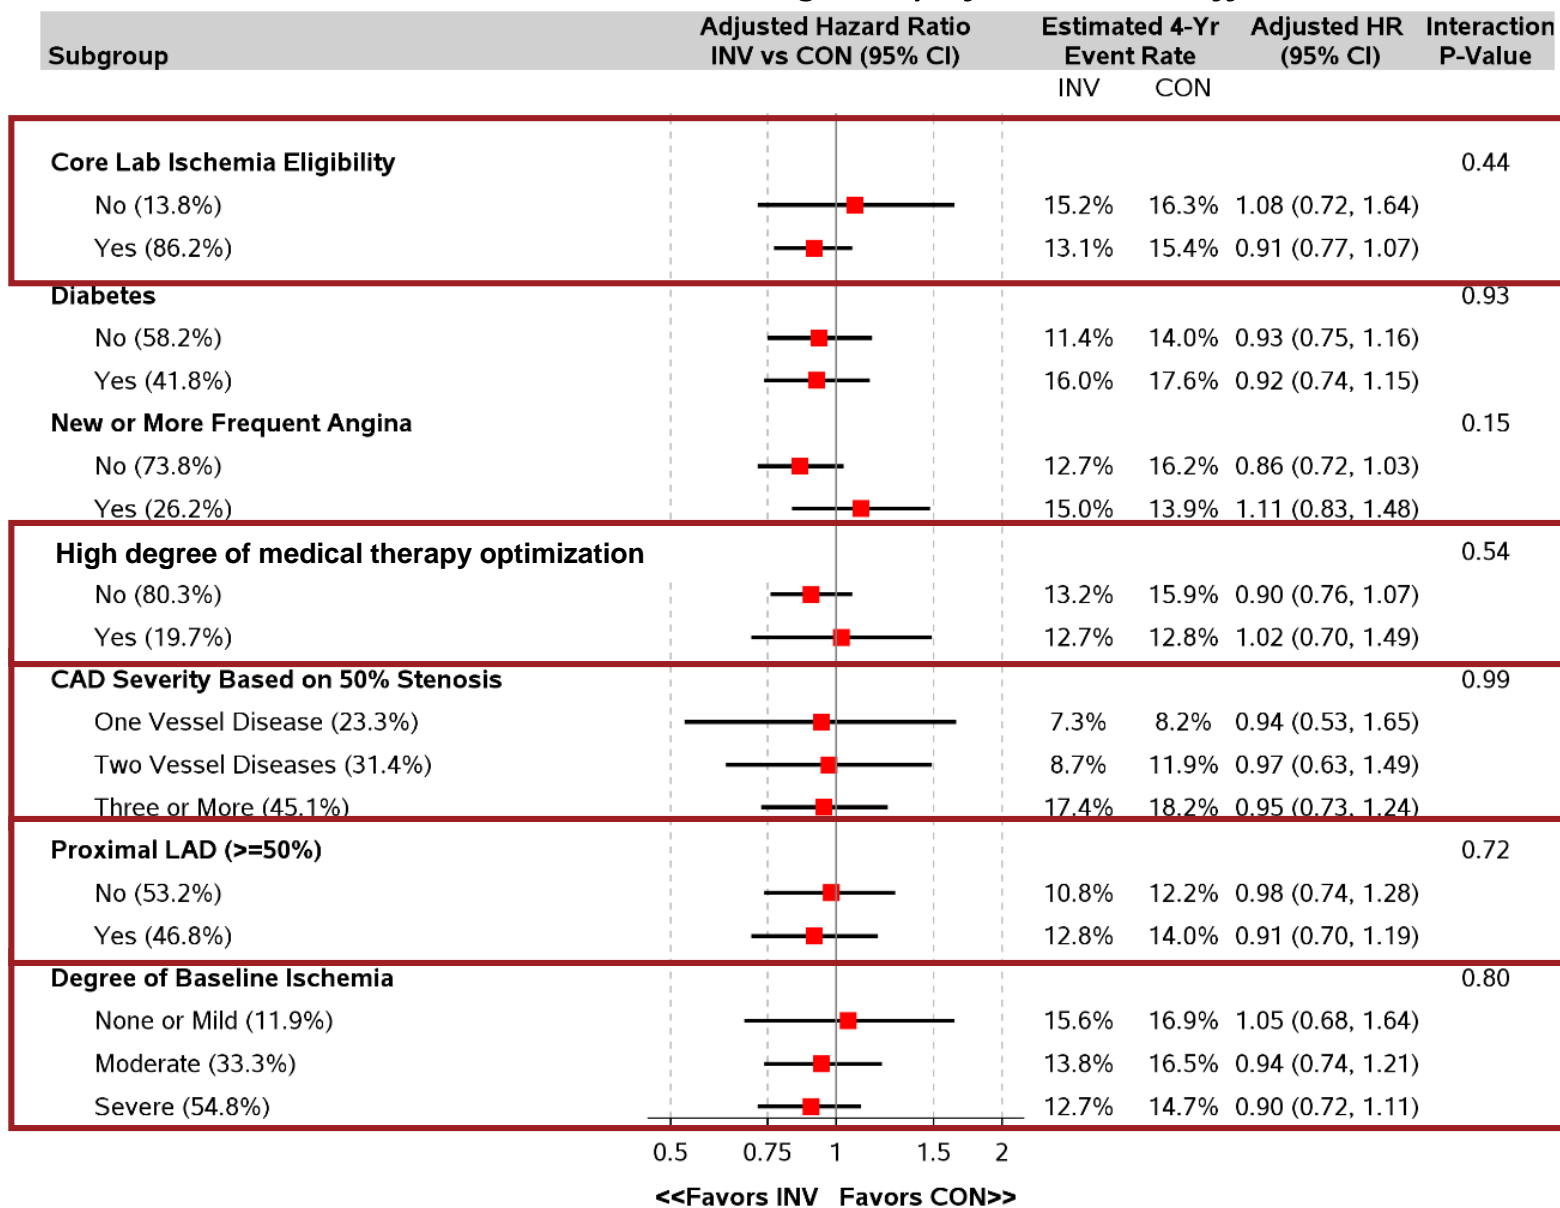 Adjusted Hazard Ratio Estimated 4-Yr Adjusted HR Interaction
Subgroup INV vs CON (95% CI) Event Rate (95% CI) P-Value
INV CON
Core Lab Ischemia Eligibility 0.44
No (13.8%) 15.2% 16.3% 1.08 (0.72, 1.64)
Yes (86.2%) 13.1% 15.4% 0.91 (0.77, 1.07)
Diabetes 0.93
No (58.2%) 11.4% 14.0% 0.93 (0.75, 1.16)
Yes (41.8%) 16.0% 17.6% 0.92 (0.74, 1.15)
New or More Frequent Angina 0.15
No (73.8%) 12.7% 16.2% 0.86 (0.72, 1.03)
Yes (26.2%) 15.0% 13.9% 1.11 (0.83, 1.48)
High degree of medical therapy optimization 0.54
No (80.3%) 13.2% 15.9% 0.90 (0.76, 1.07)
Yes (19.7%) 12.7% 12.8% 1.02 (0.70, 1.49)
CAD Severity Based on 50% Stenosis 0.99
One Vessel Disease (23.3%) 7.3% 8.2% 0.94 (0.53, 1.65)
Two Vessel Diseases (31.4%) 8.7% 11.9% 0.97 (0.63, 1.49)
Three or More (45.1%) 17.4% 18.2% 0.95 (0.73, 1.24)
Proximal LAD (>=50%) 0.72
No (53.2%) 10.8% 12.2% 0.98 (0.74, 1.28)
Yes (46.8%) 12.8% 14.0% 0.91 (0.70, 1.19)
Degree of Baseline Ischemia 0.80
None or Mild (11.9%) 15.6% 16.9% 1.05 (0.68, 1.64)
Moderate (33.3%) 13.8% 16.5% 0.94 (0.74, 1.21)
Severe (54.8%) 12.7% 14.7% 0.90 (0.72, 1.11)
0.5 0.75 1 1.5 2
<<Favors INV Favors CON>>